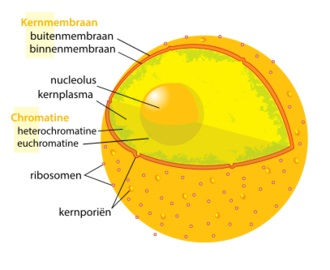 Kernmembraan
buitenmembraan
binnenmembraan
nucleolus
kernplasma
Chromatine
heterochromatine
euchromatine
ribosomen
kernporiën